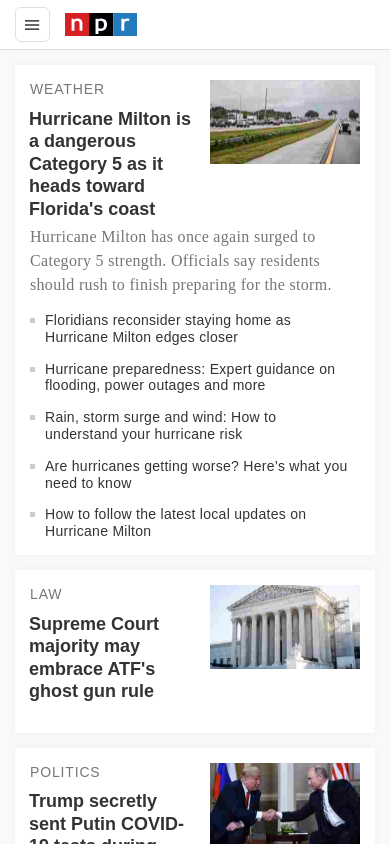 npr
WEATHER
Hurricane Milton is
a dangerous
Category 5 as it
heads toward
Florida's coast
Hurricane Milton has once again surged to
Category 5 strength. Officials say residents
should rush to finish preparing for the storm.
Floridians reconsider staying home as
Hurricane Milton edges closer
Hurricane preparedness: Expert guidance on
flooding, power outages and more
Rain, storm surge and wind: How to
understand your hurricane risk
Are hurricanes getting worse? Here’s what you
need to know
How to follow the latest local updates on
Hurricane Milton
LAW
Supreme Court
majority may
embrace ATF's
ghost gun rule
POLITICS
Trump secretly
sent Putin COVID-
19 tests during